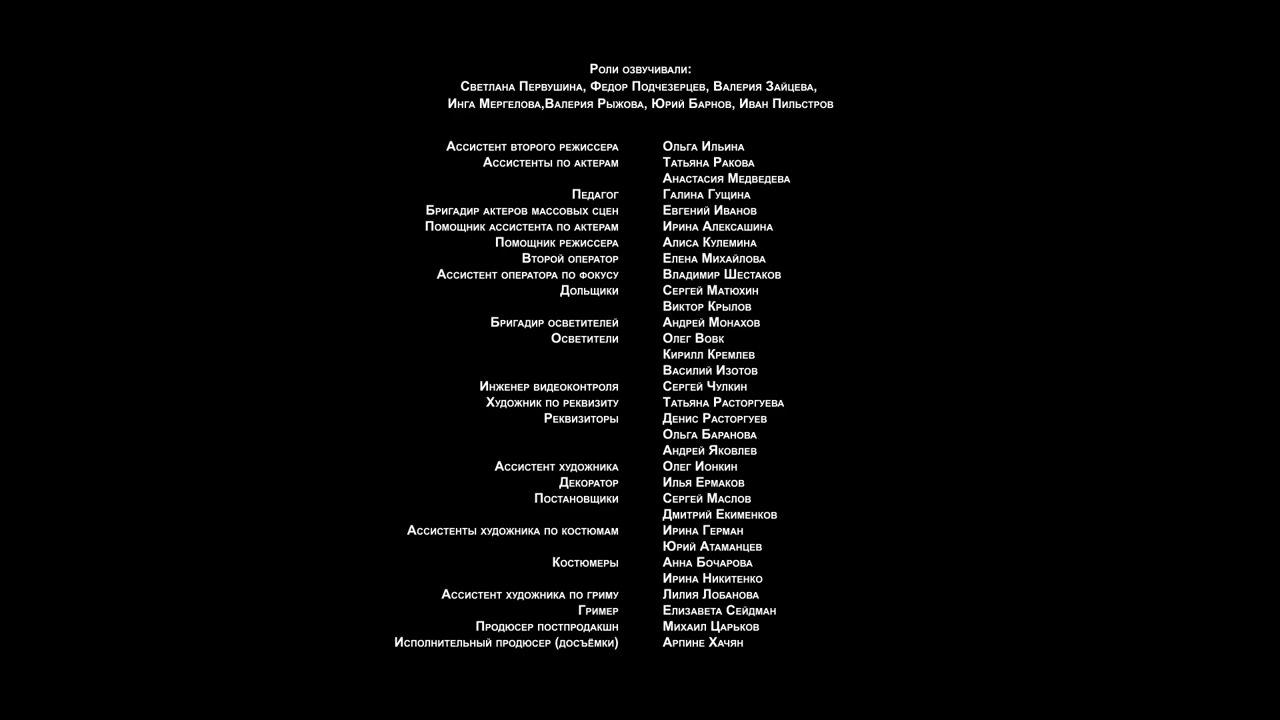 Роли озвучивали:
Светлана Первушина, Федор Подчезерцев, Валерия Зайцева,
Инга Мергелова,Валерия Рыжова, Юрий Барнов, Иван Пильстров
Ассистент второго режиссера Ольга Ильина
Ассистенты по актерам Татьяна Ракова
Анастасия Медведева
Педагог Галина Гущина
Бригадир актеров массовых сцен Евгений Иванов
Помощник ассистента по актерам Ирина Алексашина
Помощник режиссера Алиса Кулемина
Второй оператор Елена Михайлова
Ассистент оператора по фокусу Владимир Шестаков
Дольщики Сергей Матюхин
Виктор Крылов
Бригадир осветителей Андрей Монахов
Осветители Олег Вовк
Кирилл Кремлев
Василий Изотов
Инженер видеоконтроля Сергей Чулкин
Художник по реквизиту Татьяна Расторгуева
Реквизиторы Денис Расторгуев
Ольга Баранова
Андрей Яковлев
Ассистент художника Олег Ионкин
Декоратор Илья Ермаков
Постановщики Сергей Маслов
Дмитрий Екименков
Ассистенты художника по костюмам Ирина Герман
Юрий Атаманцев
Костюмеры Анна Бочарова
Ирина Никитенко
Ассистент художника по гриму Лилия Лобанова
Гример Елизавета Сейдман
Продюсер постпродакшн Михаил Царьков
Исполнительный продюсер (досъёмки) Арпине Хачян